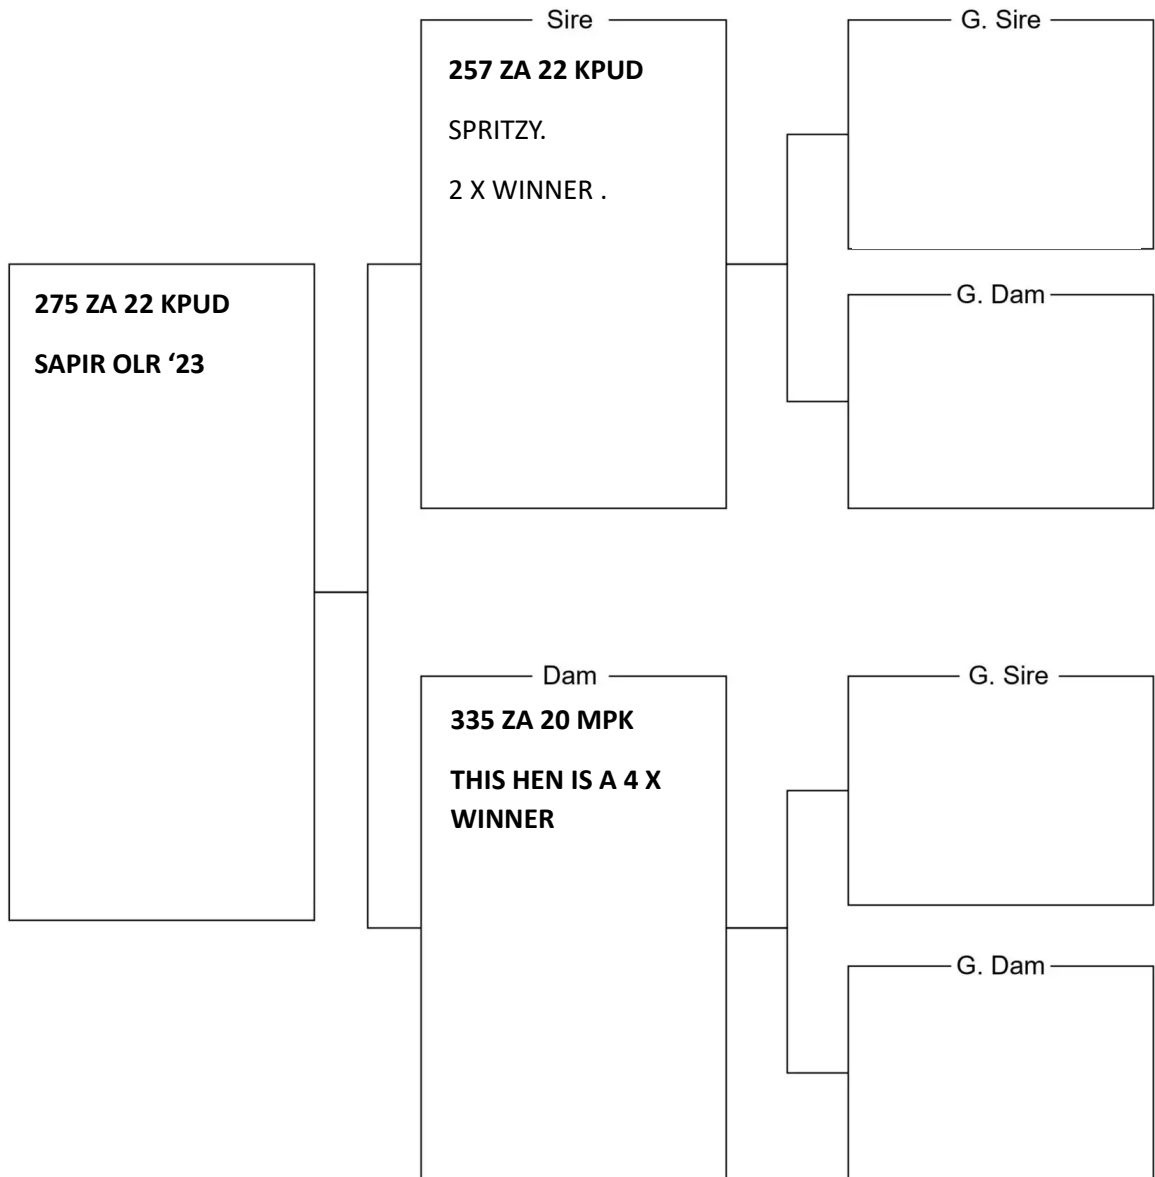 Sire
257 ZA 22 KPUD
SPRITZY.
2 X WINNER .
G. Sire
G. Dam
275 ZA 22 KPUD
SAPIR OLR ‘23
Dam
335 ZA 20 MPK
THIS HEN IS A 4 X
WINNER
G. Sire
G. Dam